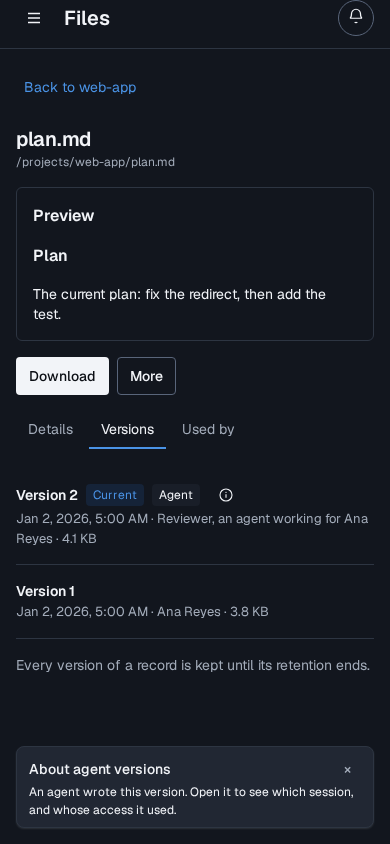 Files
Back to web-app
plan.md
/projects/web-app/plan.md
Preview
Plan
The current plan: fix the redirect, then add the
test.
Download More
Details Versions Used by
Version 2 Current Agent
Jan 2, 2026, 5:00 AM · Reviewer, an agent working for Ana
Reyes · 4.1 KB
Version 1
Jan 2, 2026, 5:00 AM · Ana Reyes · 3.8 KB
Every version of a record is kept until its retention ends.
About agent versions ×
An agent wrote this version. Open it to see which session,
and whose access it used.